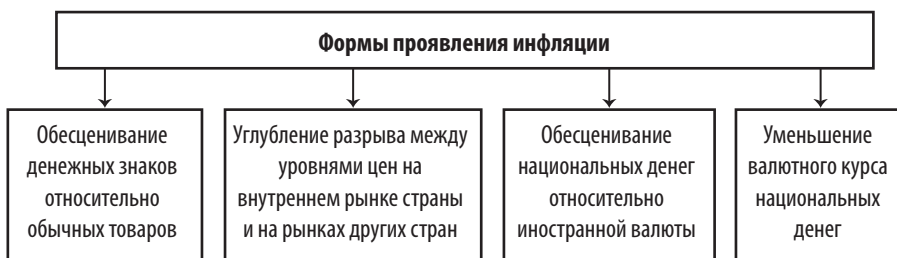 Формы проявления инфляции
Обесценивание
денежных знаков
относительно
обычных товаров
Углубление разрыва между
уровнями цен на
внутреннем рынке страны
и на рынках других стран
Обесценивание
национальных денег
относительно
иностранной валюты
Уменьшение
валютного курса
национальных
денег